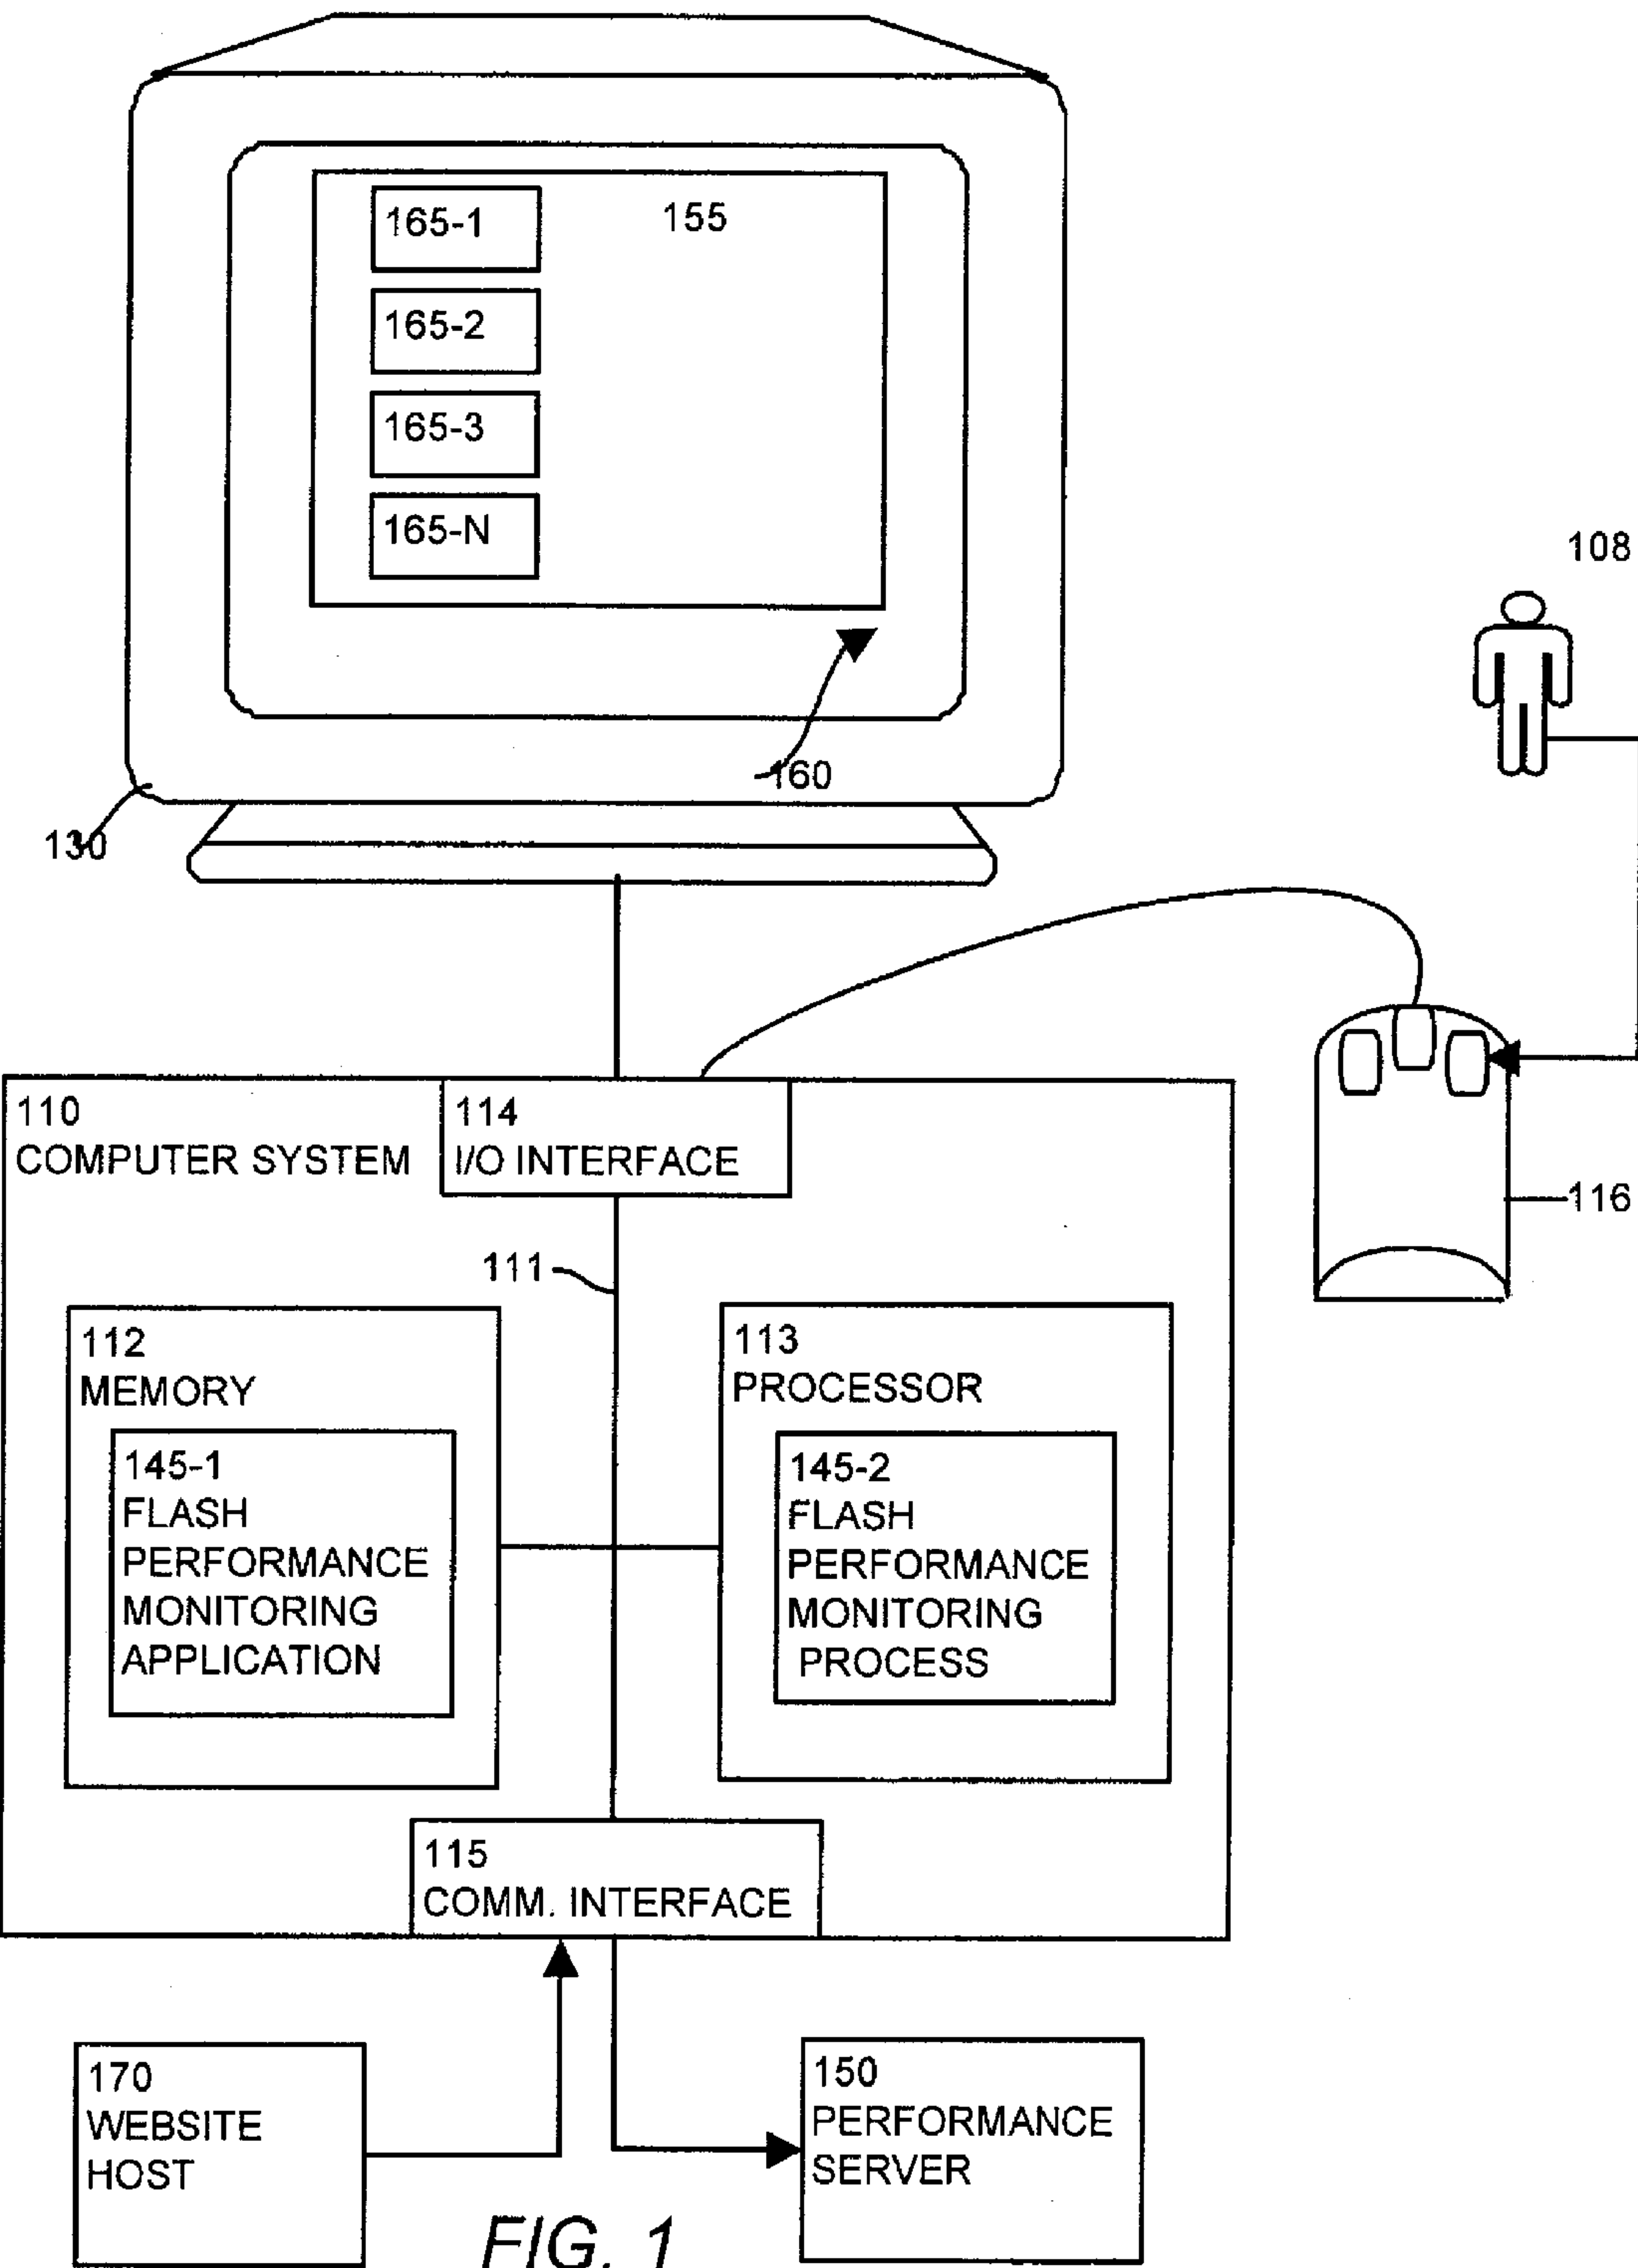 165-1
155
165-2
165-3
165-N
108
160
130
110
COMPUTER SYSTEM
114
I/O INTERFACE
116
111
112
MEMORY
145-1
FLASH
PERFORMANCE
MONITORING
APPLICATION
113
PROCESSOR
145-2
FLASH
PERFORMANCE
MONITORING
PROCESS
115
COMM. INTERFACE
170
WEBSITE
HOST
150
PERFORMANCE
SERVER
FIG. 1